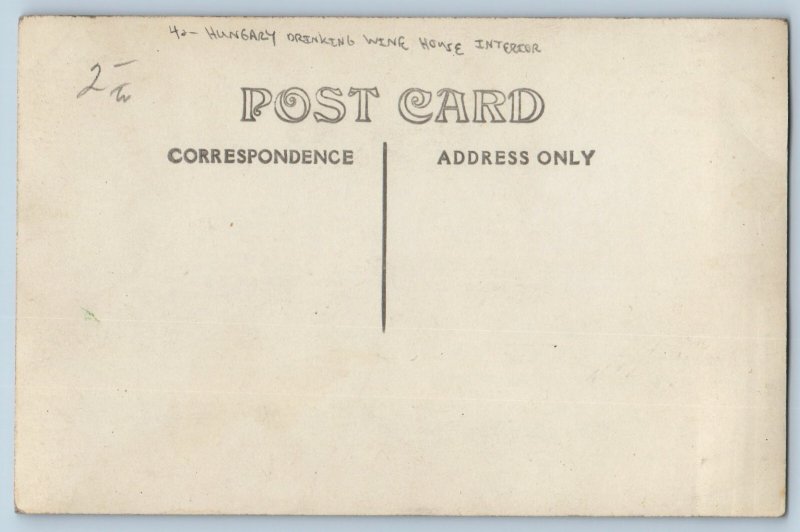 42- HUNGARY DRINKING WINE HOUSE INTERIOR
2-
POST CARD
CORRESPONDENCE
ADDRESS ONLY